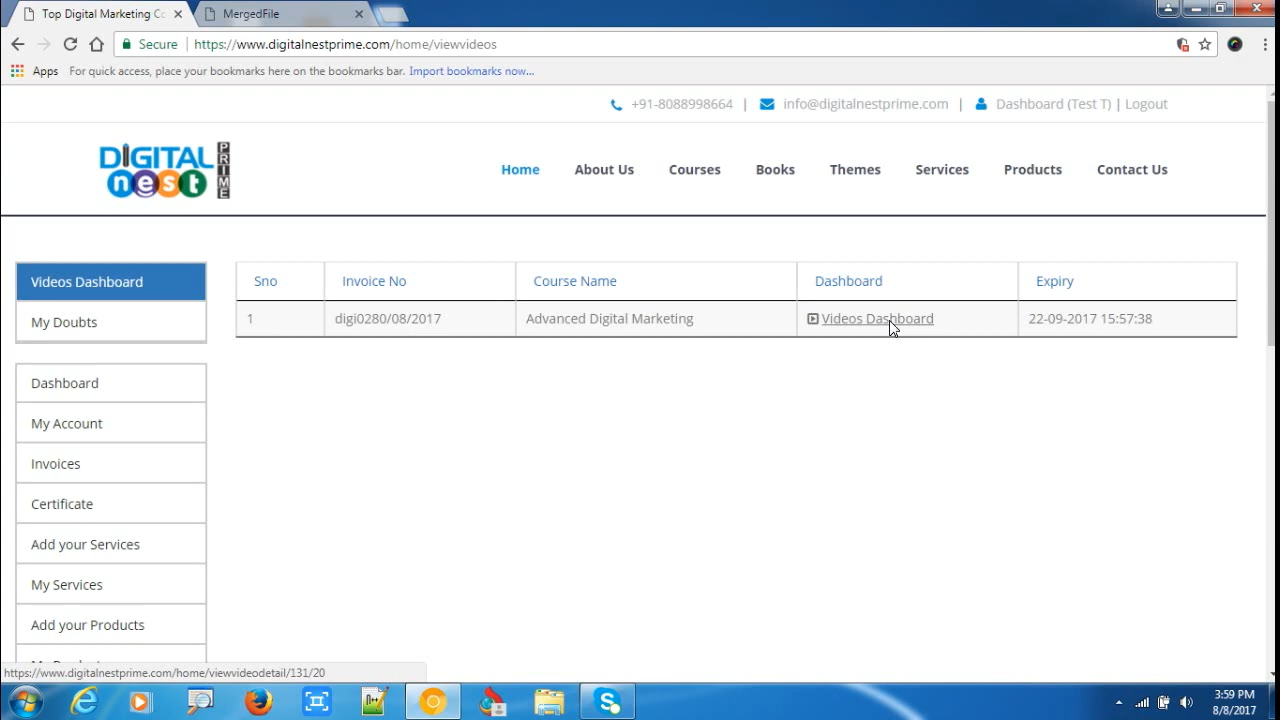 Top Digital Marketing Co
MergedFile
Secure
https://www.digitalnestprime.com/home/viewvideos
Apps
For quick access, place your bookmarks here on the bookmarks bar. Import bookmarks now...
+91-8088998664 | info@digitalnestprime.com | Dashboard (Test T) | Logout
DIGITAL
nest
PRIME
Home About Us Courses Books Themes Services Products Contact Us
Videos Dashboard
My Doubts
Dashboard
My Account
Invoices
Certificate
Add your Services
My Services
Add your Products
Sno Invoice No Course Name Dashboard Expiry
1 digi0280/08/2017 Advanced Digital Marketing Videos Dashboard 22-09-2017 15:57:38
https://www.digitalnestprime.com/home/viewvideodetail/131/20
3:59 PM
8/8/2017